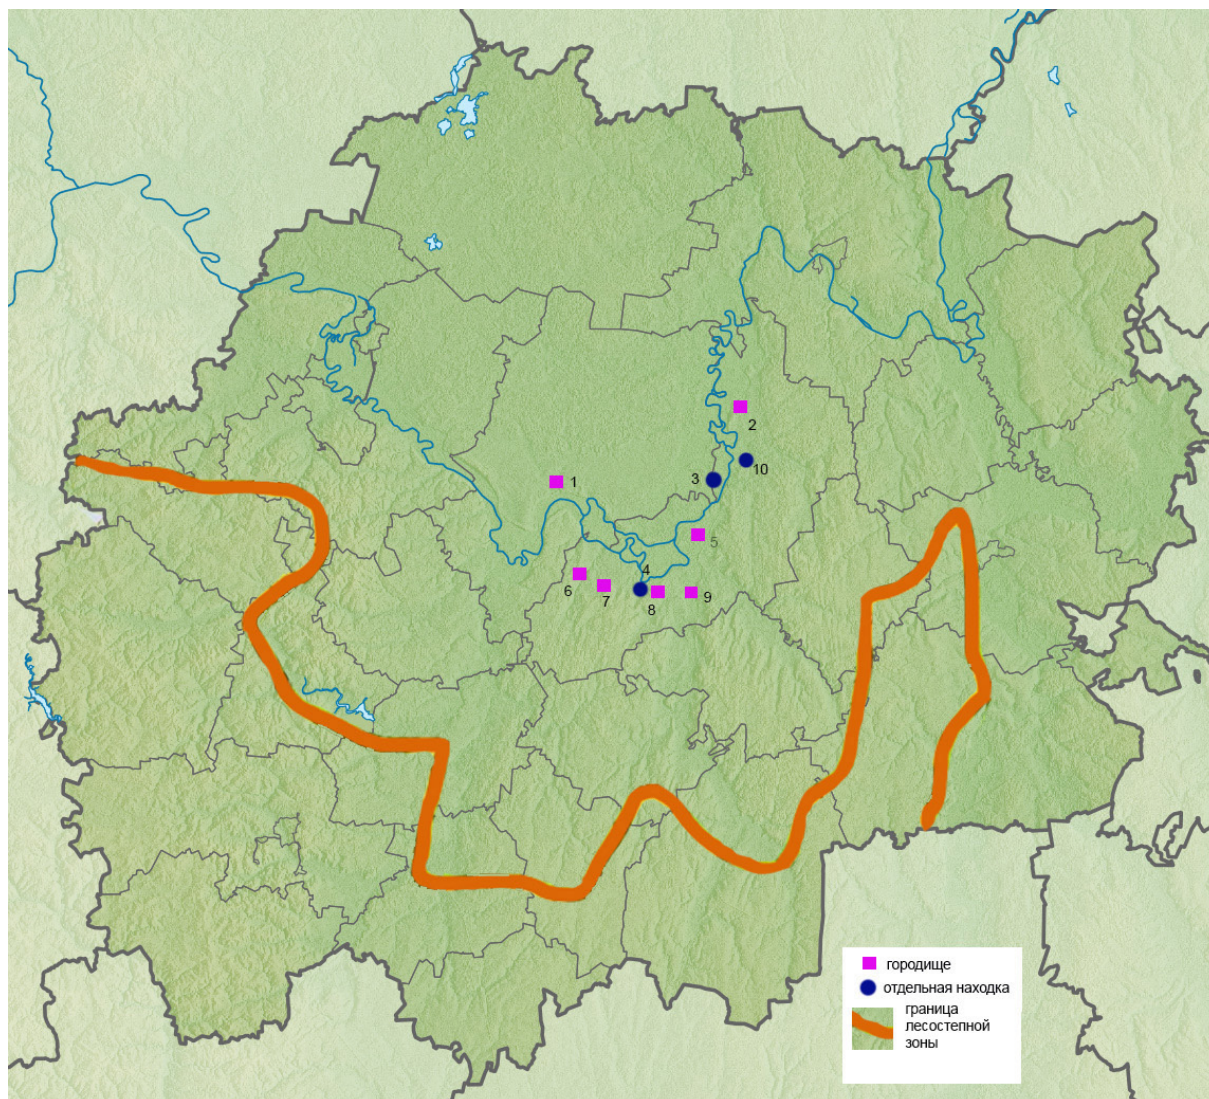 2
10
3
1
5
4
6
7
8
9
городище
отдельная находка
граница
лесостепной
зоны